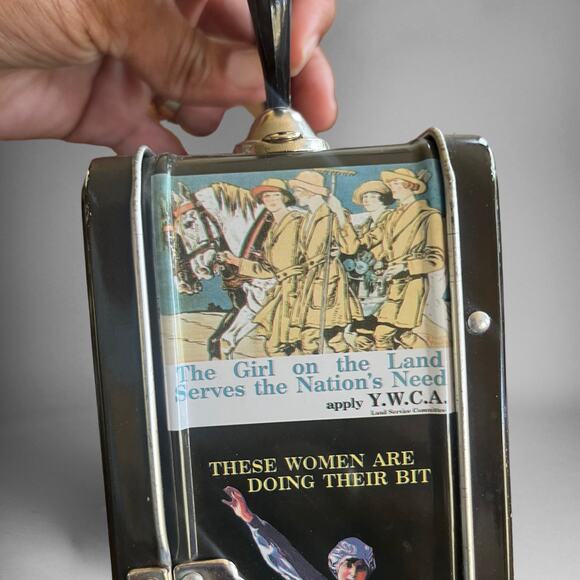 The Girl on the Land
Serves the Nation's Need
apply Y.W.C.A.
Land Service Committee
THESE WOMEN ARE
DOING THEIR BIT